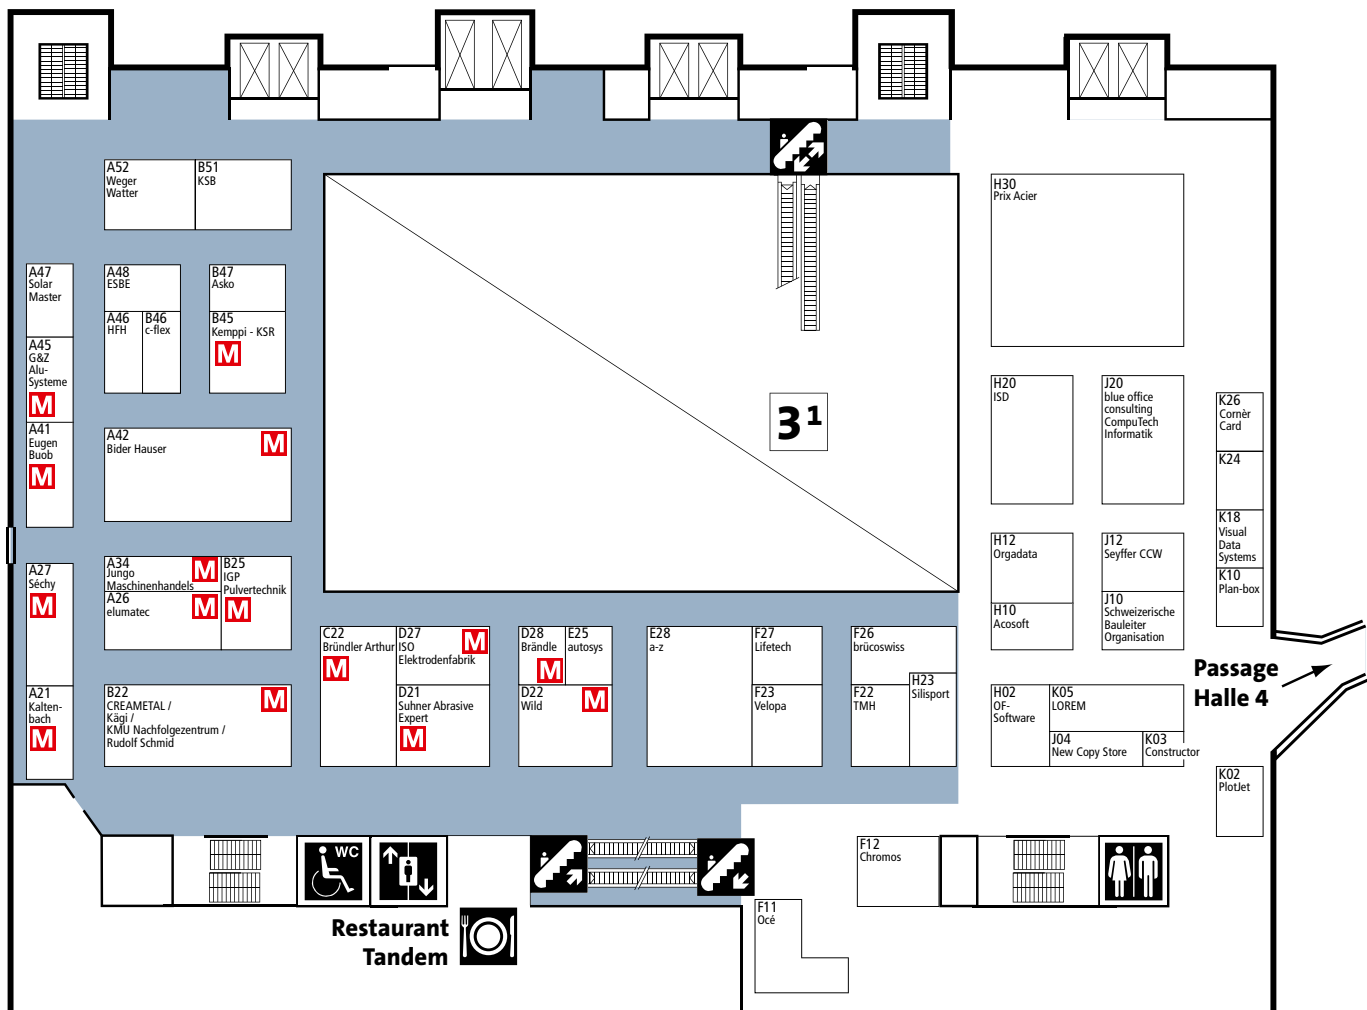 A52
Weger
Watter
B51
KSB
H30
Prix Acier
A47
Solar
Master
A48
ESBE
B47
Asko
A46
HFH
B46
c-flex
B45
Kemppi - KSR
M
A45
G&Z
Alu-
Systeme
M
A41
Eugen
Buob
M
A42
Bider Hauser
M
3¹
H20
ISD
J20
blue office
consulting
CompuTech
Informatik
K26
Cornèr
Card
K24
K18
Visual
Data
Systems
K10
Plan-box
H12
Orgadata
J12
Seyffer CCW
H10
Acosoft
J10
Schweizerische
Bauleiter
Organisation
A27
Séchy
M
A34
Jungo
Maschinenhandels
M
A26
elumatec
M
B25
IGP
Pulvertechnik
M
A21
Kalten-
bach
M
B22
CREAMETAL /
Kägi /
KMU Nachfolgezentrum /
Rudolf Schmid
M
C22
Bründler Arthur
M
D27
ISO
Elektrodenfabrik
M
D21
Suhner Abrasive
Expert
M
D28
Brändle
M
E25
autosys
D22
Wild
M
E28
a-z
F27
Lifetech
F23
Velopa
F26
brücoswiss
F22
TMH
H23
Silisport
H02
OF-
Software
K05
LOREM
J04
New Copy Store
K03
Constructor
Passage
Halle 4
K02
PlotJet
WC
F12
Chromos
F11
Océ
Restaurant
Tandem